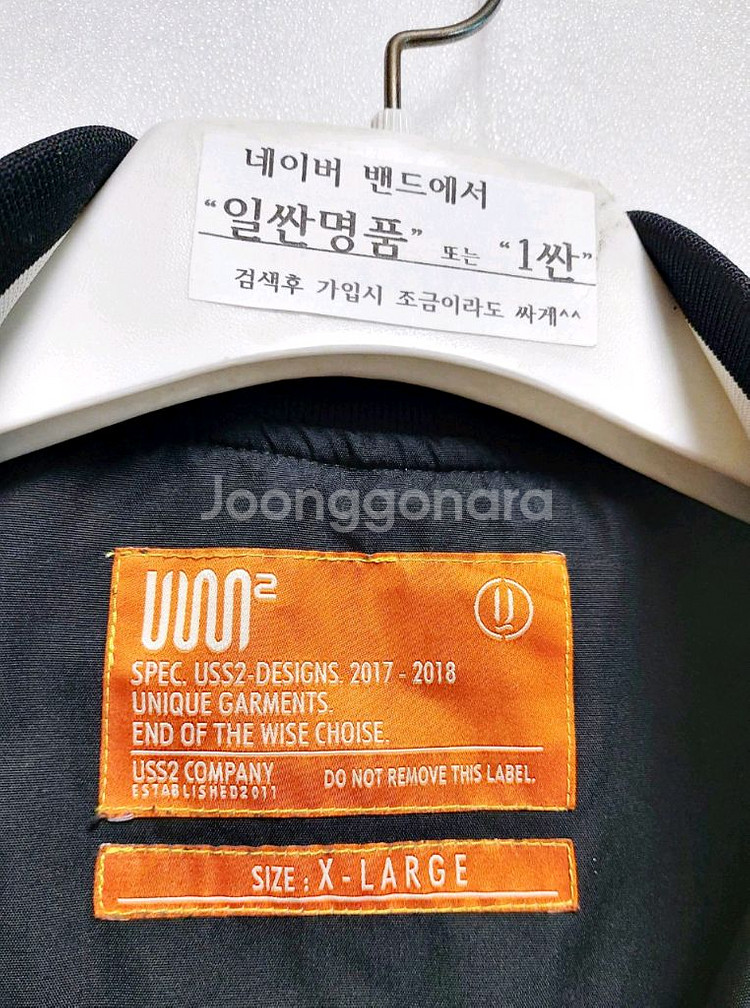 네이버 밴드에서
“일싼명품” 또는 “1싼”
검색후 가입시 조금이라도 싸게^^
Joonggonara
SPEC. USS2-DESIGNS. 2017 - 2018
UNIQUE GARMENTS.
END OF THE WISE CHOISE.
USS2 COMPANY
ESTABLISHED2011
DO NOT REMOVE THIS LABEL.
SIZE : X-LARGE